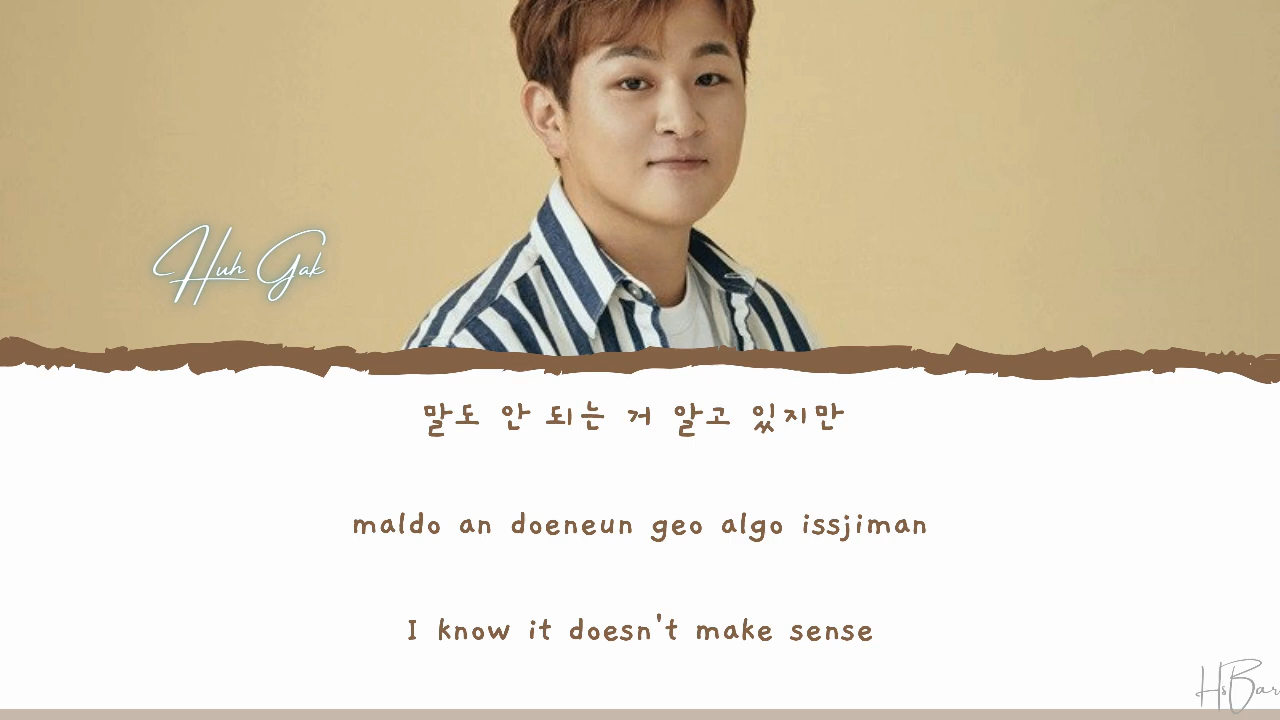 Huh Gak
말도 안 되는 거 알고 있지만
maldo an doeneun geo algo issjiman
I know it doesn't make sense
HsBar